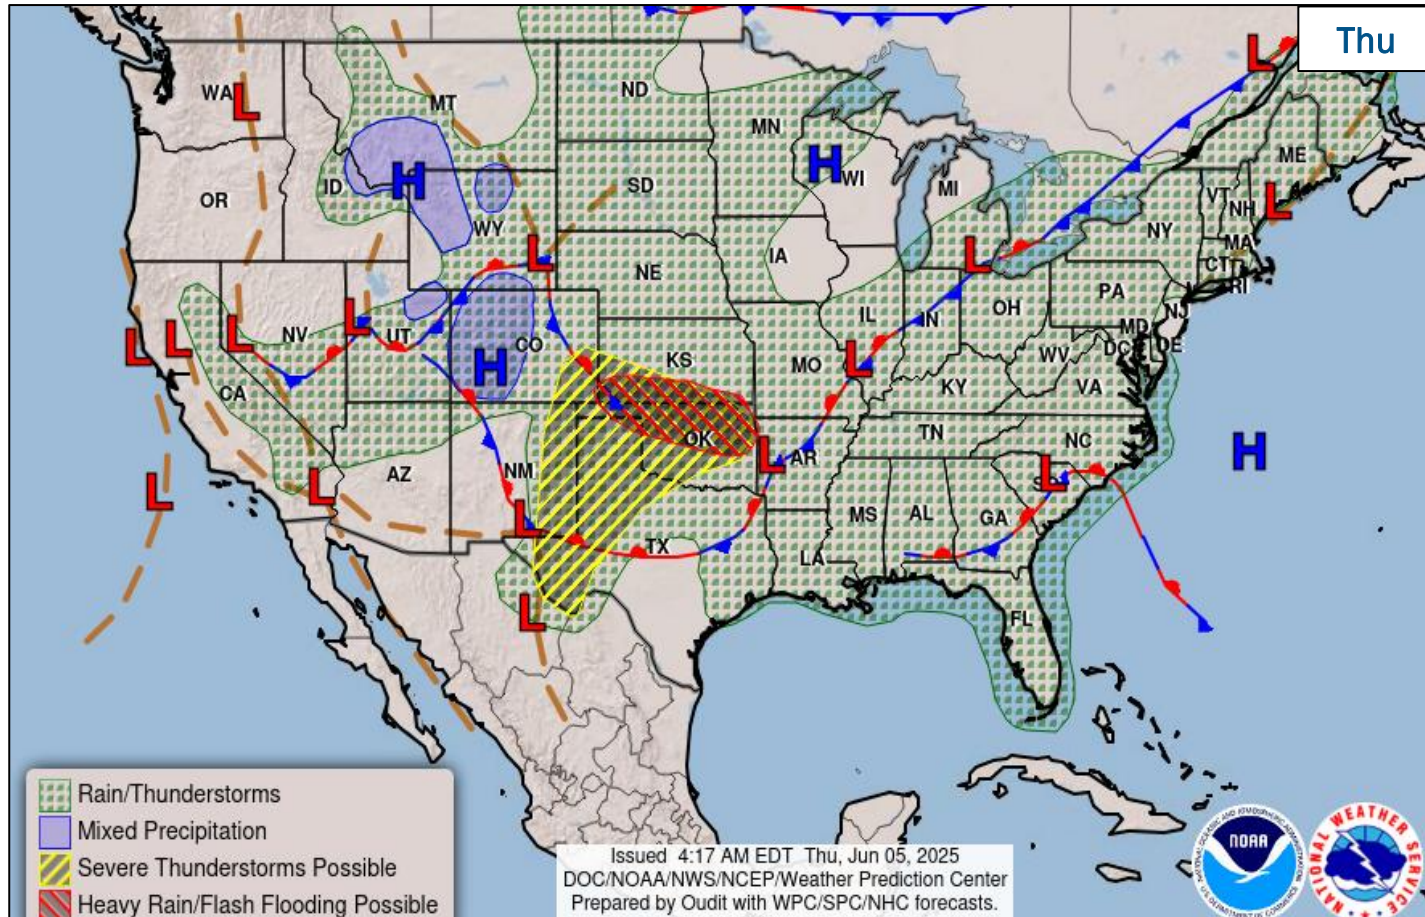 Thu
L
WA
L
MT
ND
MN
ME
ID
H
H
WI
MI
SD
VT
NH
L
OR
WY
NY
MA
L
L
IA
CT
RI
NE
PA
IL
IN
OH
NJ
L
L
L
L
L
NV
UT
CO
KS
MO
L
WV
MD
DC
DE
H
KY
VA
CA
TN
NC
OK
L
AR
H
AZ
NM
L
L
L
SC
MS
AL
GA
L
TX
LA
L
FL
Rain/Thunderstorms
Mixed Precipitation
Severe Thunderstorms Possible
Heavy Rain/Flash Flooding Possible
Issued 4:17 AM EDT Thu, Jun 05, 2025
DOC/NOAA/NWS/NCEP/Weather Prediction Center
Prepared by Oudit with WPC/SPC/NHC forecasts.
NOAA
NATIONAL WEATHER SERVICE